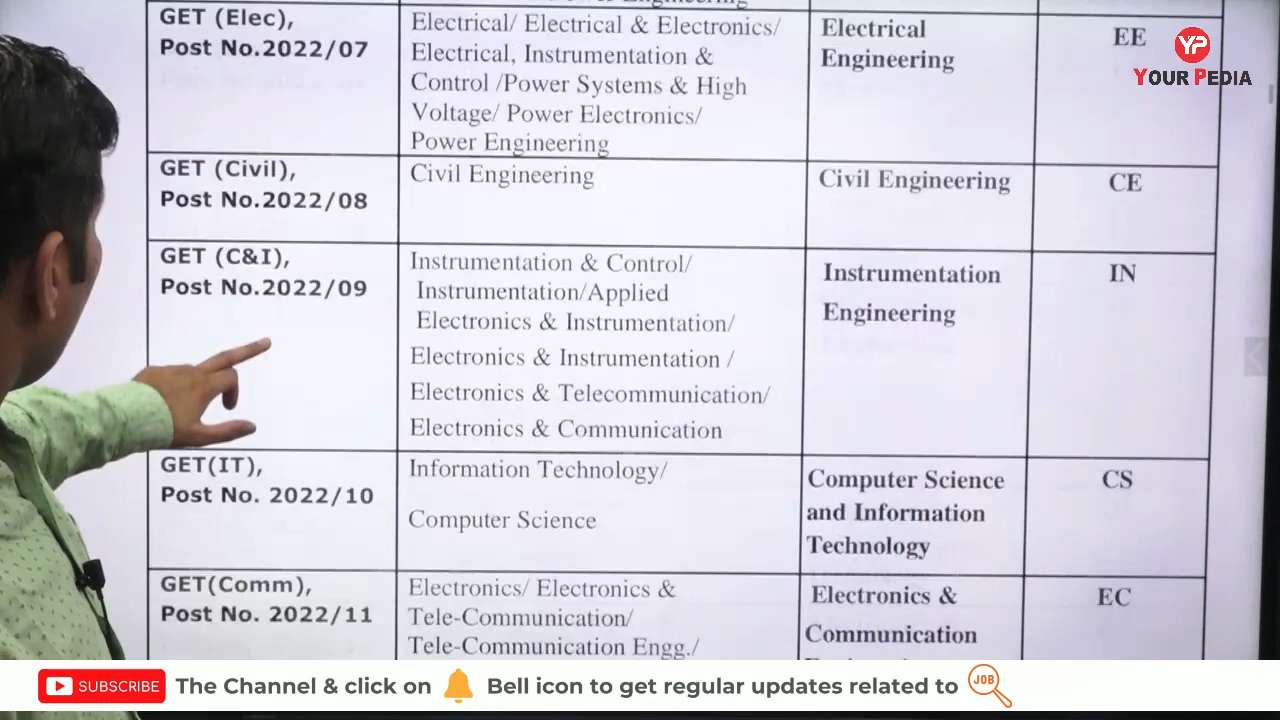 GET (Elec),
Post No.2022/07
Electrical/ Electrical & Electronics/
Electrical, Instrumentation &
Control /Power Systems & High
Voltage/ Power Electronics/
Power Engineering
Electrical
Engineering
EE
YP
YOUR PEDIA
GET (Civil),
Post No.2022/08
Civil Engineering
Civil Engineering
CE
GET (C&I),
Post No.2022/09
Instrumentation & Control/
Instrumentation/Applied
Electronics & Instrumentation/
Electronics & Instrumentation /
Electronics & Telecommunication/
Electronics & Communication
Instrumentation
Engineering
IN
GET(IT),
Post No. 2022/10
Information Technology/
Computer Science
Computer Science
and Information
Technology
CS
GET(Comm),
Post No. 2022/11
Electronics/ Electronics &
Tele-Communication/
Tele-Communication Engg./
Electronics &
Communication
EC
SUBSCRIBE The Channel & click on Bell icon to get regular updates related to JOB